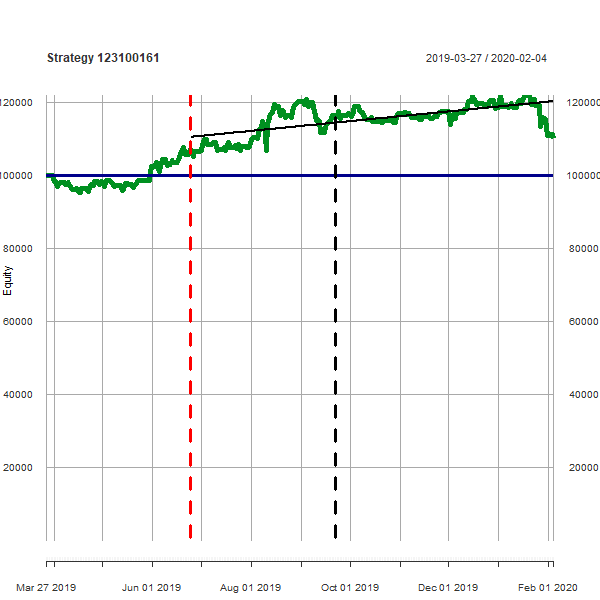 Strategy 123100161
2019-03-27 / 2020-02-04
120000
120000
100000
100000
80000
80000
60000
60000
40000
40000
20000
20000
Equity
Mar 27 2019
Jun 01 2019
Aug 01 2019
Oct 01 2019
Dec 01 2019
Feb 01 2020